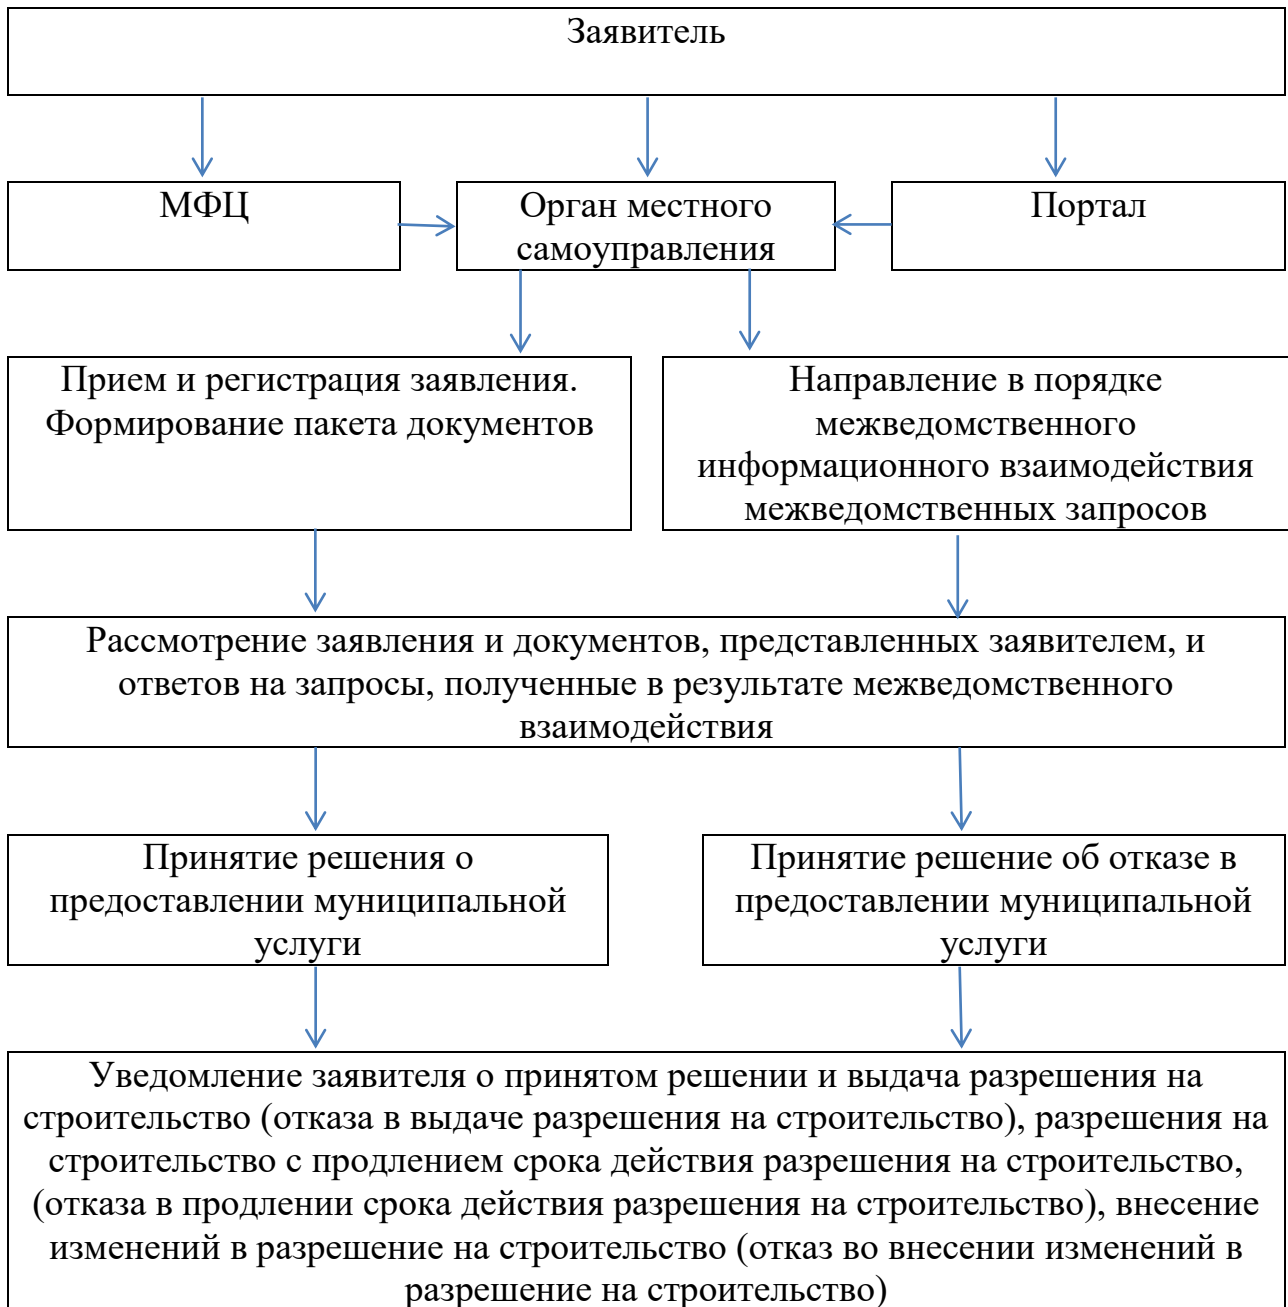 Заявитель
МФЦ
Орган местного
самоуправления
Портал
Прием и регистрация заявления.
Формирование пакета документов
Направление в порядке
межведомственного
информационного взаимодействия
межведомственных запросов
Рассмотрение заявления и документов, представленных заявителем, и
ответов на запросы, полученные в результате межведомственного
взаимодействия
Принятие решения о
предоставлении муниципальной
услуги
Принятие решение об отказе в
предоставлении муниципальной
услуги
Уведомление заявителя о принятом решении и выдача разрешения на
строительство (отказа в выдаче разрешения на строительство), разрешения на
строительство с продлением срока действия разрешения на строительство,
(отказа в продлении срока действия разрешения на строительство), внесение
изменений в разрешение на строительство (отказ во внесении изменений в
разрешение на строительство)